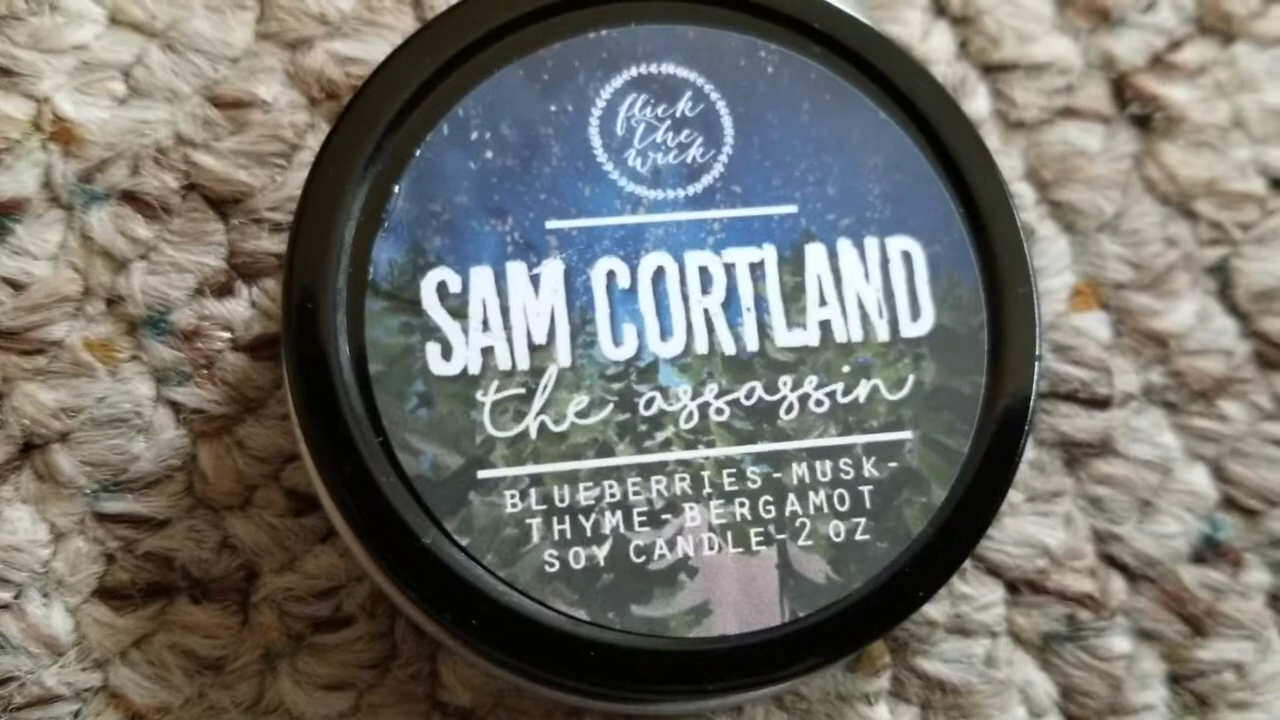 flick
the
wick
SAM CORTLAND
the assassin
BLUEBERRIES-MUSK-
THYME-BERGAMOT
SOY CANDLE-2 OZ